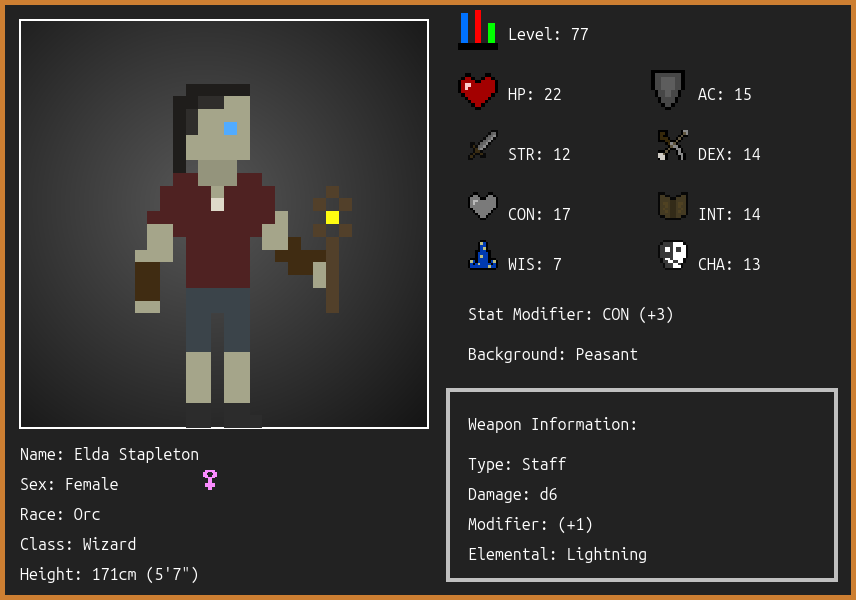 Level: 77
HP: 22
AC: 15
STR: 12
DEX: 14
CON: 17
INT: 14
WIS: 7
CHA: 13
Stat Modifier: CON (+3)
Background: Peasant
Weapon Information:
Type: Staff
Damage: d6
Modifier: (+1)
Elemental: Lightning
Name: Elda Stapleton
Sex: Female
Race: Orc
Class: Wizard
Height: 171cm (5'7")